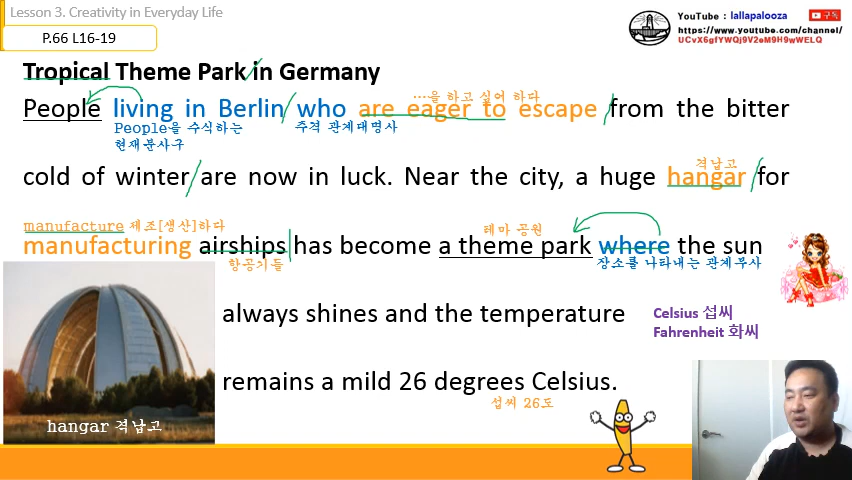 Lesson 3. Creativity in Everyday Life
P.66 L16-19
YouTube : lallapalooza
구독
https://www.youtube.com/channel/
UCvX6gfYWQj9V2eM9H9wWELQ
Tropical Theme Park in Germany
…을 하고 싶어 하다
People living in Berlin who are eager to escape from the bitter
People을 수식하는 주격 관계대명사
현재분사구
격납고
cold of winter are now in luck. Near the city, a huge hangar for
manufacture 제조[생산]하다 테마 공원
manufacturing airships has become a theme park where the sun
항공기들 장소를 나타내는 관계부사
always shines and the temperature
Celsius 섭씨
Fahrenheit 화씨
remains a mild 26 degrees Celsius.
섭씨 26도
hangar 격납고